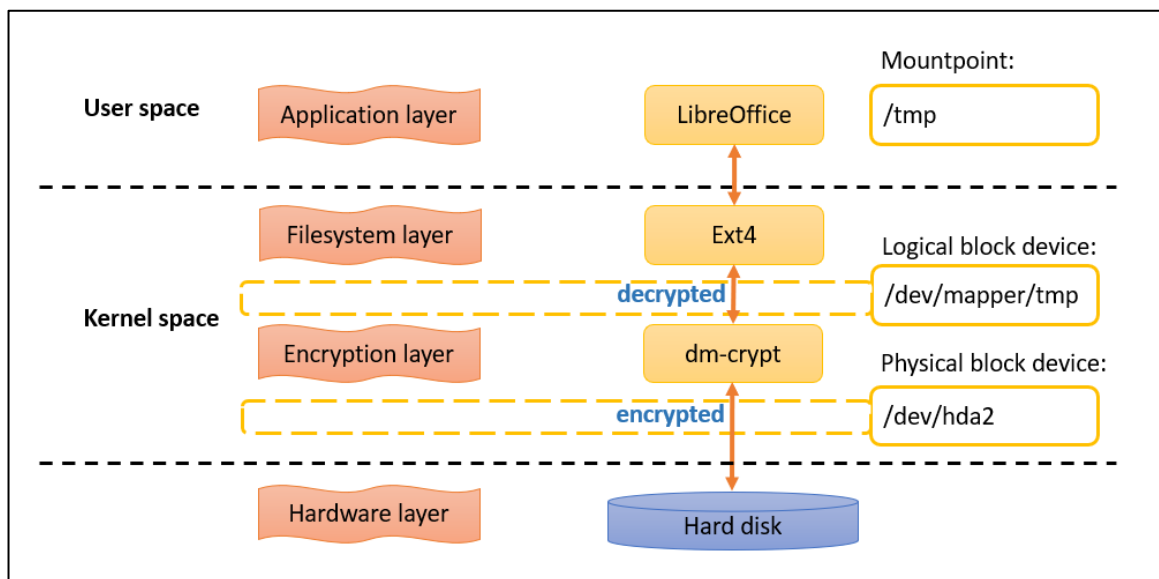 Mountpoint:
User space
Application layer
LibreOffice
/tmp
Filesystem layer
Ext4
Logical block device:
decrypted
/dev/mapper/tmp
Kernel space
Encryption layer
dm-crypt
Physical block device:
encrypted
/dev/hda2
Hardware layer
Hard disk